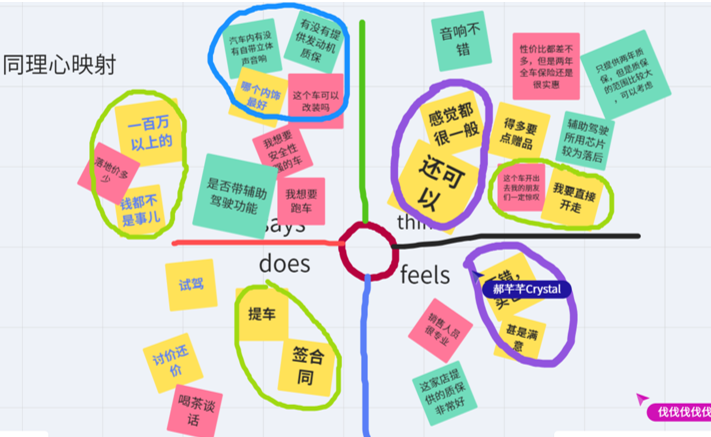 同理心映射
汽车内有没
有自带立体
声音响
有没有提
供发动机
质保
哪个内饰
最好
这个车可以
改装吗
一百万
以上的
落地价多
少
钱都不
是事儿
我想要
安全性
强的车
是否带辅助
驾驶功能
我想要
跑车
says
音响不
错
性价比都差不
多，但是两年
全车保险还是
很实惠
只提供两年质
保，但是质保
的范围比较大
，可以考虑
感觉都
很一般
还可
以
得多要
点赠品
辅助驾驶
所用芯片
较为落后
这个车开出
去我的朋友
们一定惊叹
我要直接
开走
does
试驾
提车
签合
同
讨价还
价
喝茶谈
话
feels
郝芊芊Crystal
甚是满
意
销售人员
很专业
这家店提
供的质保
非常好
伐伐伐伐伐